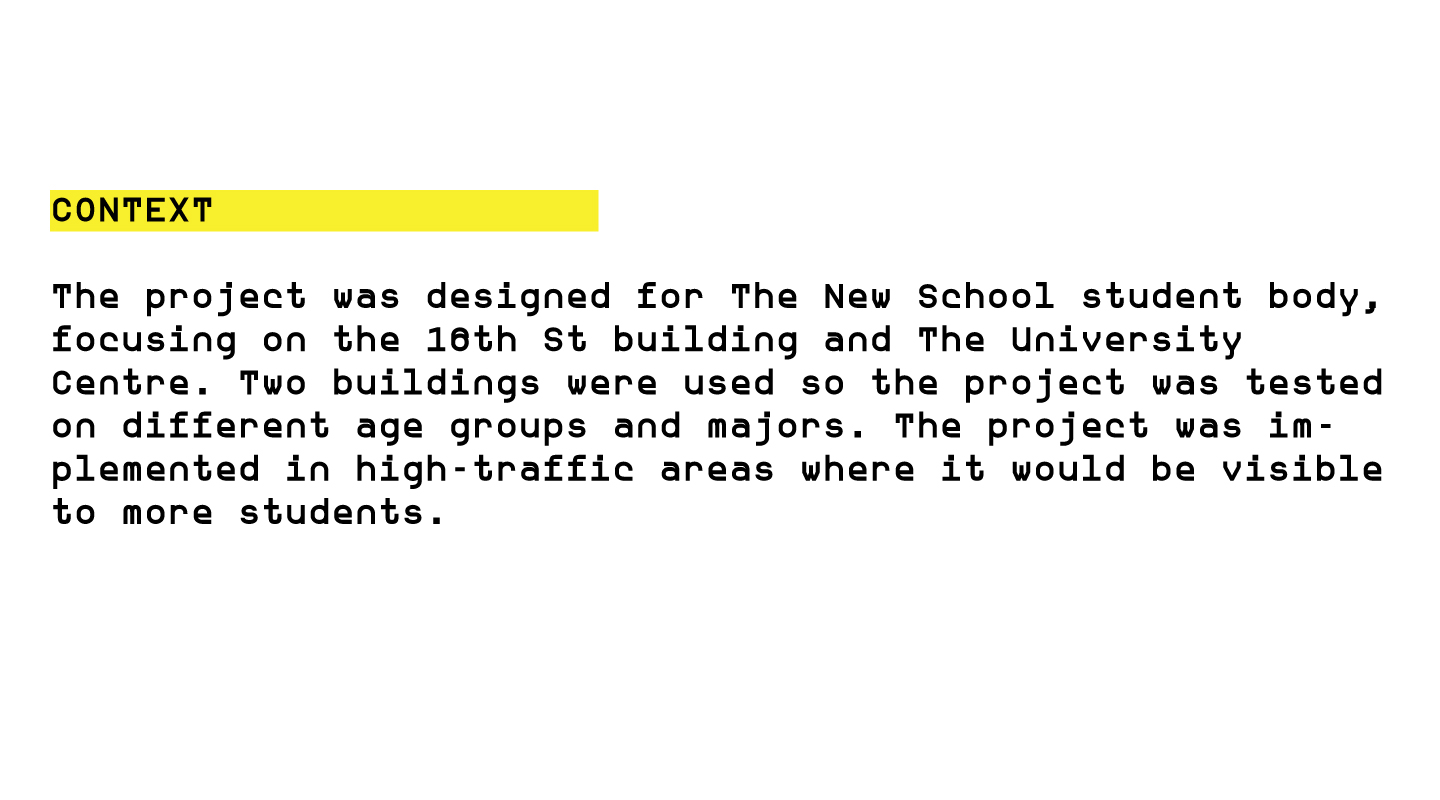 CONTEXT
The project was designed for The New School student body,
focusing on the 16th St building and The University
Centre. Two buildings were used so the project was tested
on different age groups and majors. The project was im-
plemented in high-traffic areas where it would be visible
to more students.